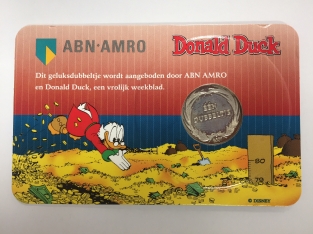 ABN·AMRO
Donald Duck
Dit geluksdubbeltje wordt aangeboden door ABN AMRO
en Donald Duck, een vrolijk weekblad.
EEN
DUBBELTJE
80
© DISNEY